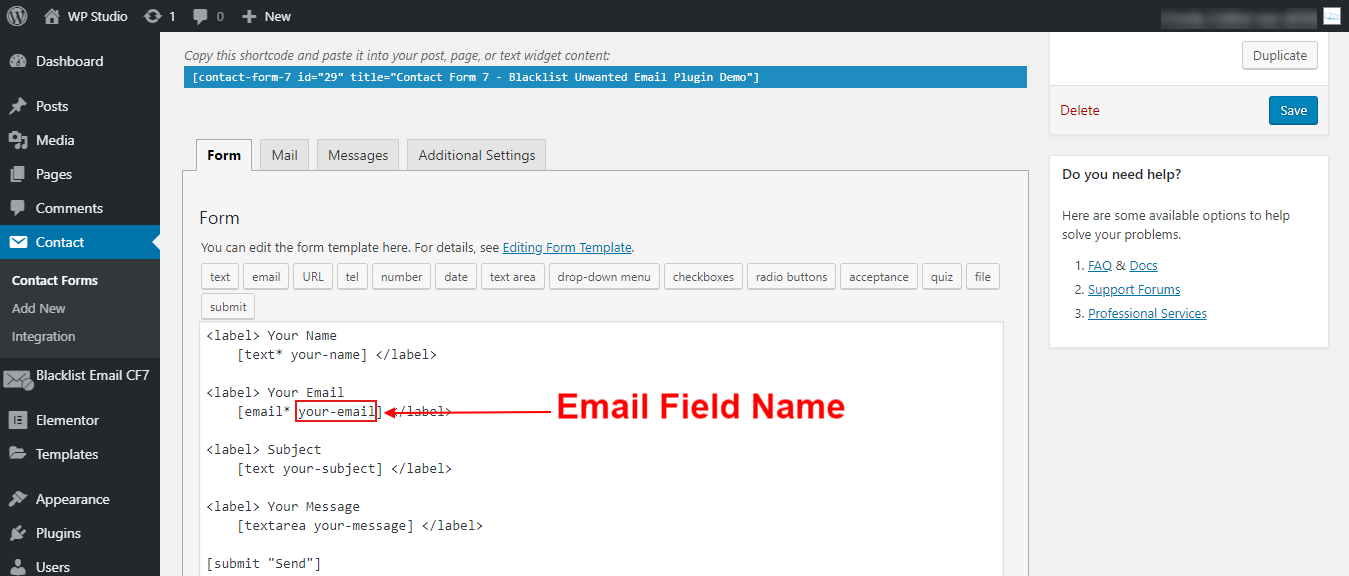 WP Studio 1 0 New
Dashboard
Posts
Media
Pages
Comments
Contact
Contact Forms
Add New
Integration
Blacklist Email CF7
Elementor
Templates
Appearance
Plugins
Users
Copy this shortcode and paste it into your post, page, or text widget content:
[contact-form-7 id="29" title="Contact Form 7 - Blacklist Unwanted Email Plugin Demo"]
Form Mail Messages Additional Settings
Form
You can edit the form template here. For details, see Editing Form Template.
text email URL tel number date text area drop-down menu checkboxes radio buttons acceptance quiz file
submit
<label> Your Name
[text* your-name] </label>
<label> Your Email
[email* your-email] </label>
Email Field Name
<label> Subject
[text your-subject] </label>
<label> Your Message
[textarea your-message] </label>
[submit "Send"]
Duplicate
Delete Save
Do you need help?
Here are some available options to help
solve your problems.
1. FAQ & Docs
2. Support Forums
3. Professional Services